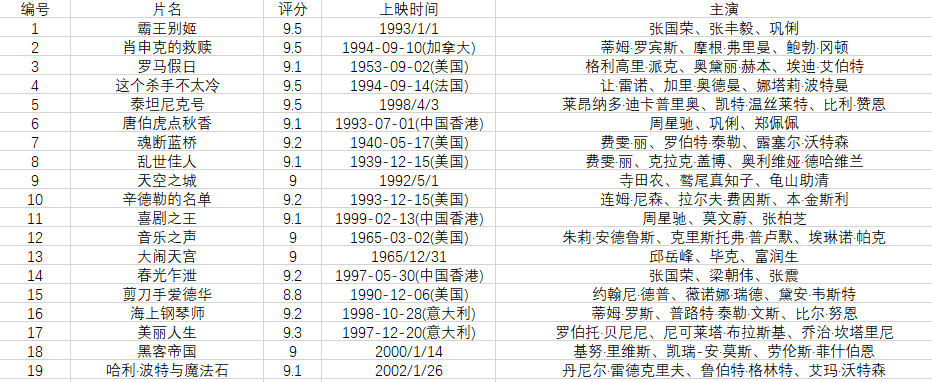 编号 片名 评分 上映时间 主演
1 霸王别姬 9.5 1993/1/1 张国荣、张丰毅、巩俐
2 肖申克的救赎 9.5 1994-09-10(加拿大) 蒂姆·罗宾斯、摩根·弗里曼、鲍勃·冈顿
3 罗马假日 9.1 1953-09-02(美国) 格利高里·派克、奥黛丽·赫本、埃迪·艾伯特
4 这个杀手不太冷 9.5 1994-09-14(法国) 让·雷诺、加里·奥德曼、娜塔莉·波特曼
5 泰坦尼克号 9.5 1998/4/3 莱昂纳多·迪卡普里奥、凯特·温丝莱特、比利·赞恩
6 唐伯虎点秋香 9.1 1993-07-01(中国香港) 周星驰、巩俐、郑佩佩
7 魂断蓝桥 9.2 1940-05-17(美国) 费雯·丽、罗伯特·泰勒、露塞尔·沃特森
8 乱世佳人 9.1 1939-12-15(美国) 费雯·丽、克拉克·盖博、奥利维娅·德哈维兰
9 天空之城 9 1992/5/1 寺田农、鹫尾真知子、龟山助清
10 辛德勒的名单 9.2 1993-12-15(美国) 连姆·尼森、拉尔夫·费因斯、本·金斯利
11 喜剧之王 9.1 1999-02-13(中国香港) 周星驰、莫文蔚、张柏芝
12 音乐之声 9 1965-03-02(美国) 朱莉·安德鲁斯、克里斯托弗·普卢默、埃琳诺·帕克
13 大闹天宫 9 1965/12/31 邱岳峰、毕克、富润生
14 春光乍泄 9.2 1997-05-30(中国香港) 张国荣、梁朝伟、张震
15 剪刀手爱德华 8.8 1990-12-06(美国) 约翰尼·德普、薇诺娜·瑞德、黛安·韦斯特
16 海上钢琴师 9.2 1998-10-28(意大利) 蒂姆·罗斯、普路特·泰勒·文斯、比尔·努恩
17 美丽人生 9.3 1997-12-20(意大利) 罗伯托·贝尼尼、尼可莱塔·布拉斯基、乔治·坎塔里尼
18 黑客帝国 9 2000/1/14 基努·里维斯、凯瑞-安·莫斯、劳伦斯·菲什伯恩
19 哈利·波特与魔法石 9.1 2002/1/26 丹尼尔·雷德克里夫、鲁伯特·格林特、艾玛·沃特森